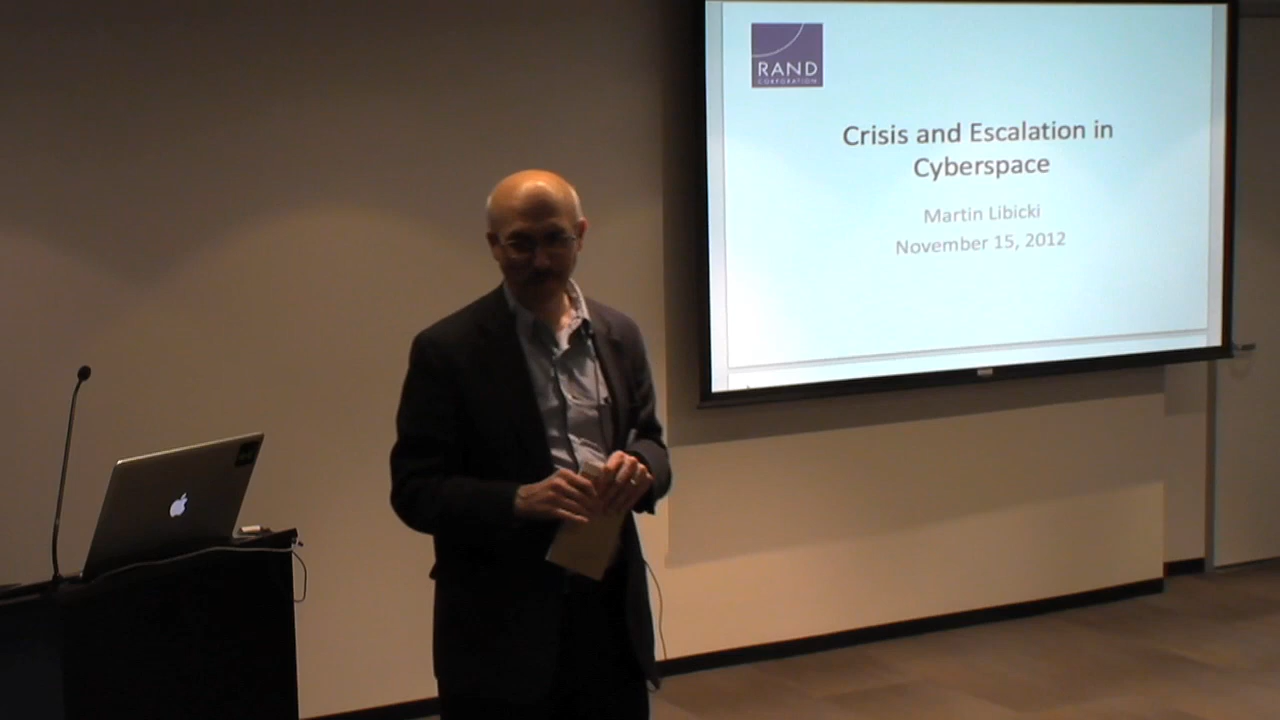 RAND
CORPORATION
Crisis and Escalation in
Cyberspace
Martin Libicki
November 15, 2012